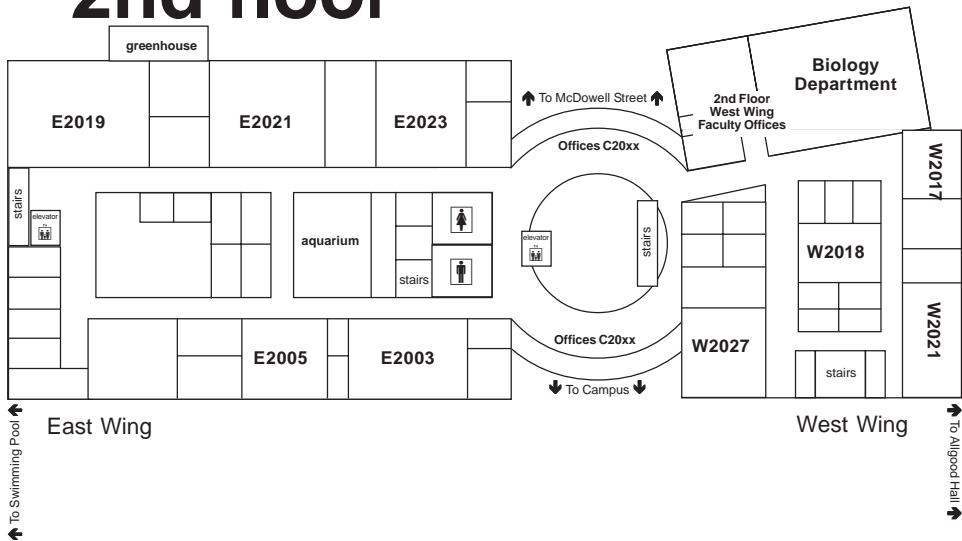 2nd floor
greenhouse
E2019
E2021
E2023
To McDowell Street
Offices C20xx
2nd Floor
West Wing
Faculty Offices
Biology
Department
W2017
stairs
elevator
aquarium
stairs
elevator
stairs
W2018
E2005
E2003
Offices C20xx
To Campus
W2027
stairs
W2021
East Wing
West Wing
To Swimming Pool
To Allgood Hall